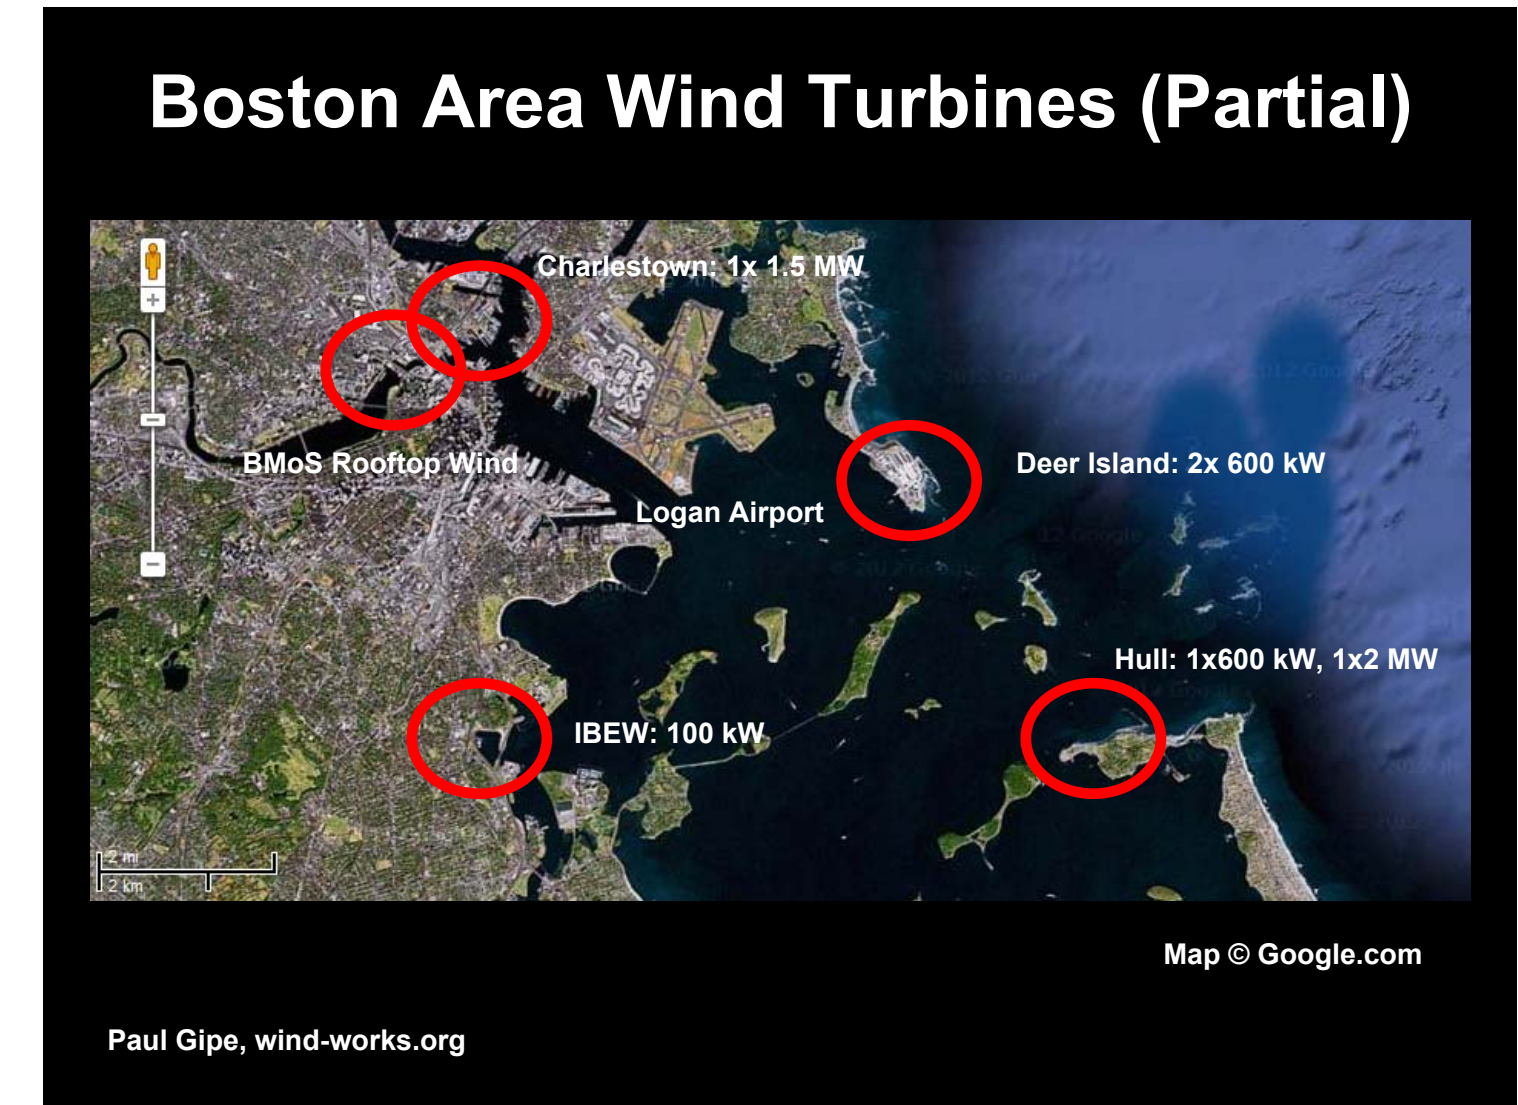 Boston Area Wind Turbines (Partial)
Charlestown: 1x 1.5 MW
BMoS Rooftop Wind
Deer Island: 2x 600 kW
Logan Airport
Hull: 1x600 kW, 1x2 MW
IBEW: 100 kW
2 mi
2 km
Map © Google.com
Paul Gipe, wind-works.org